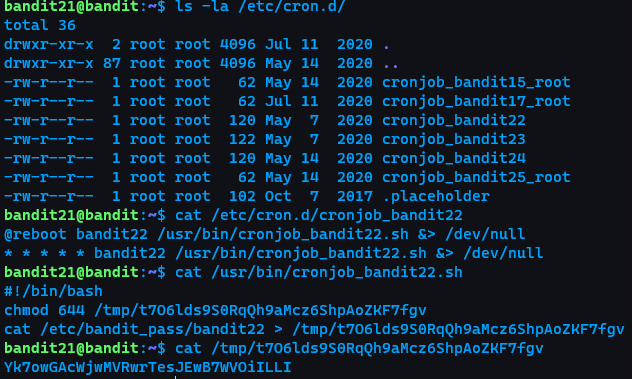 bandit21@bandit:~$ ls -la /etc/cron.d/
total 36
drwxr-xr-x  2 root root 4096 Jul 11  2020 .
drwxr-xr-x 87 root root 4096 May 14  2020 ..
-rw-r--r--  1 root root   62 May 14  2020 cronjob_bandit15_root
-rw-r--r--  1 root root   62 Jul 11  2020 cronjob_bandit17_root
-rw-r--r--  1 root root  120 May  7  2020 cronjob_bandit22
-rw-r--r--  1 root root  122 May  7  2020 cronjob_bandit23
-rw-r--r--  1 root root  120 May 14  2020 cronjob_bandit24
-rw-r--r--  1 root root   62 May 14  2020 cronjob_bandit25_root
-rw-r--r--  1 root root  102 Oct  7  2017 .placeholder
bandit21@bandit:~$ cat /etc/cron.d/cronjob_bandit22
@reboot bandit22 /usr/bin/cronjob_bandit22.sh &> /dev/null
* * * * * bandit22 /usr/bin/cronjob_bandit22.sh &> /dev/null
bandit21@bandit:~$ cat /usr/bin/cronjob_bandit22.sh
#!/bin/bash
chmod 644 /tmp/t7O6lds9S0RqQh9aMcz6ShpAoZKF7fgv
cat /etc/bandit_pass/bandit22 > /tmp/t7O6lds9S0RqQh9aMcz6ShpAoZKF7fgv
bandit21@bandit:~$ cat /tmp/t7O6lds9S0RqQh9aMcz6ShpAoZKF7fgv
Yk7owGAcWjwMVRwrTesJEwB7WVOiILLI